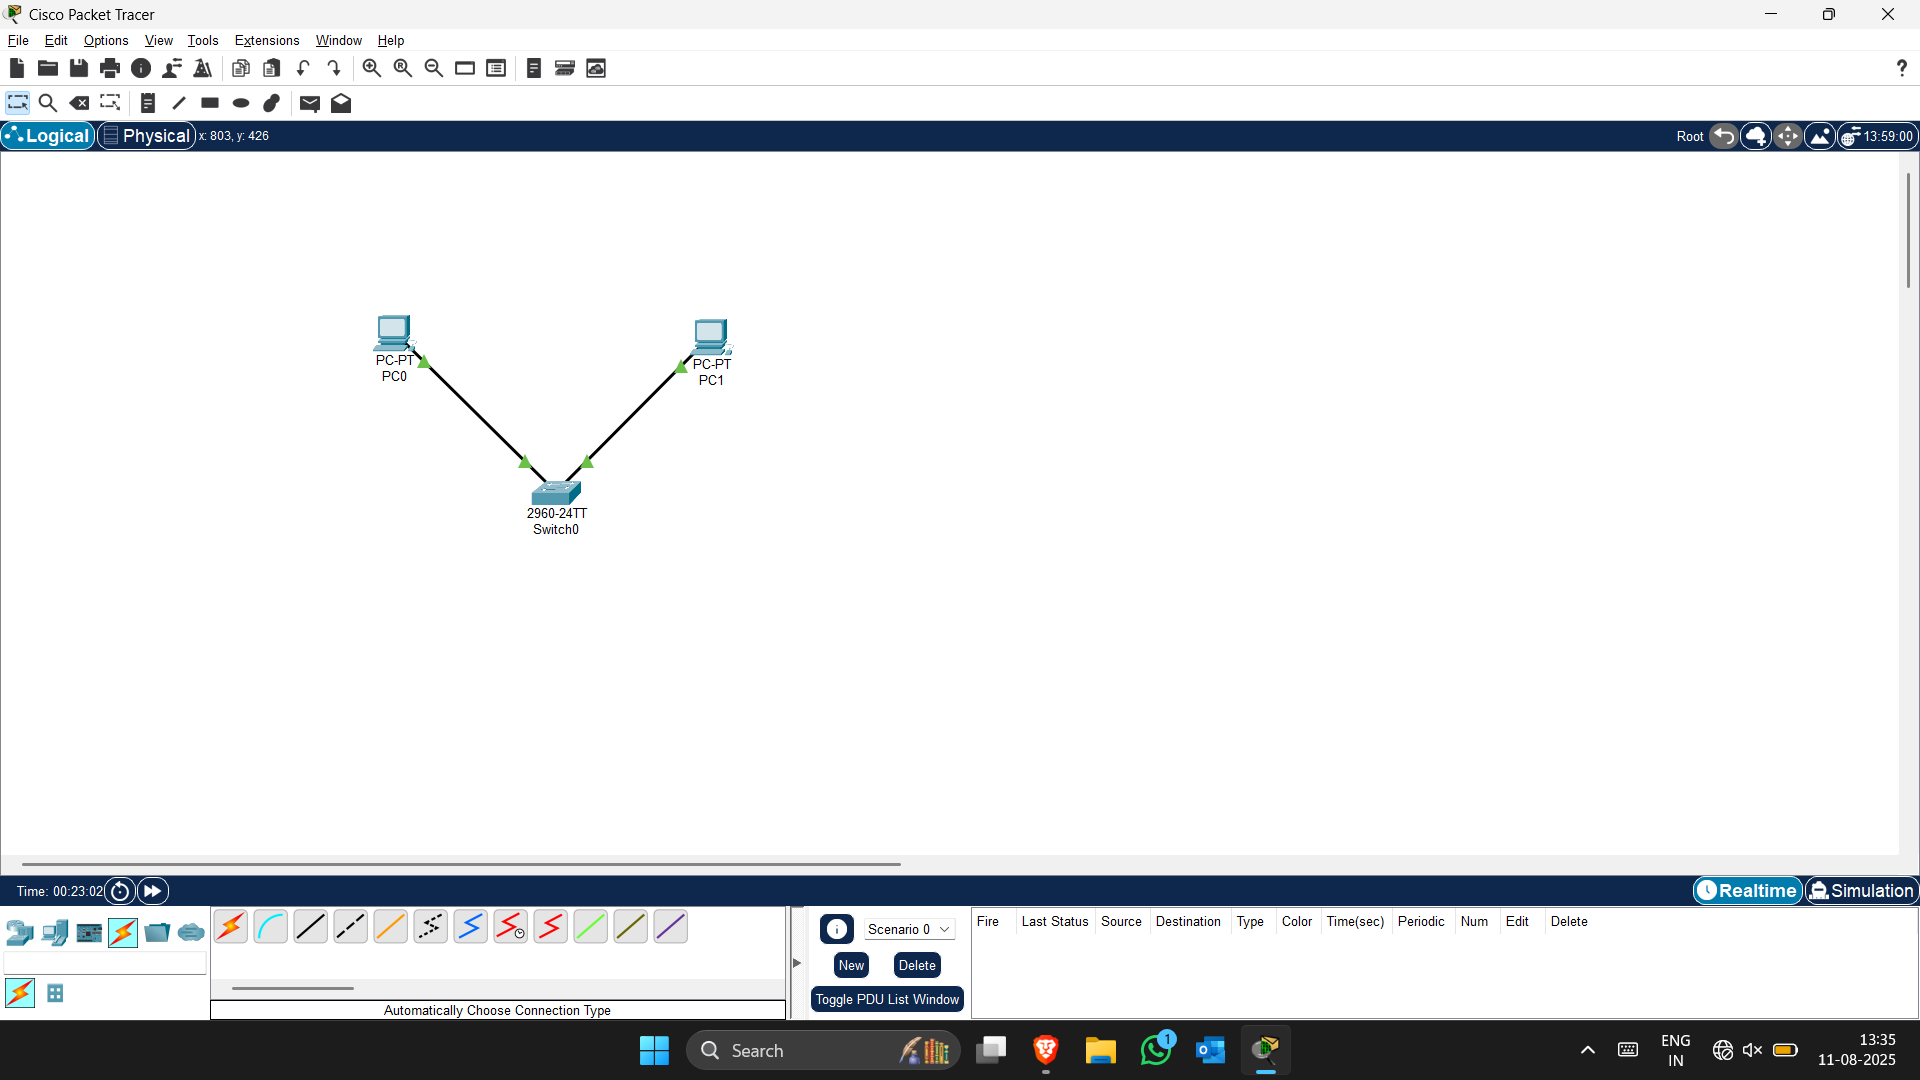 Cisco Packet Tracer
File Edit Options View Tools Extensions Window Help
?
Logical Physical x: 803, y: 426 Root 13:59:00
PC-PT
PC0
PC-PT
PC1
2960-24TT
Switch0
Time: 00:23:02 Realtime Simulation
Scenario 0
New Delete
Toggle PDU List Window
Fire Last Status Source Destination Type Color Time(sec) Periodic Num Edit Delete
Automatically Choose Connection Type
Search
1
ENG
IN
13:35
11-08-2025